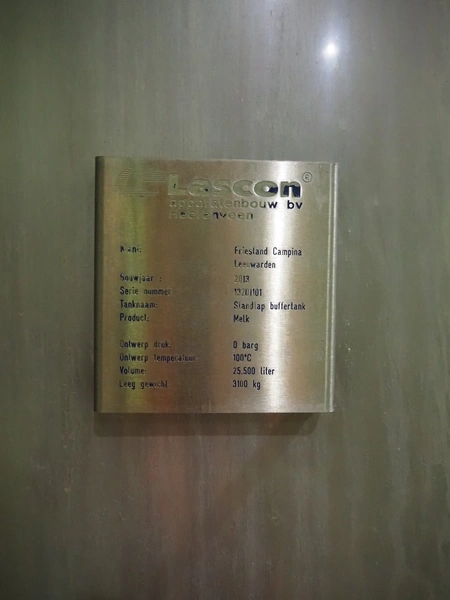 Lascon®
apparatenbouw bv
Heerenveen
Klant: Friesland Campina
Leeuwarden
Bouwjaar : 2013
Serie nummer:
Tanknaam: Standtap buffertank
Product: Melk
Ontwerp druk: 0 barg
Ontwerp temperatuur: 100°C
Volume: 25.500 liter
Leeg gewicht: 3100 kg